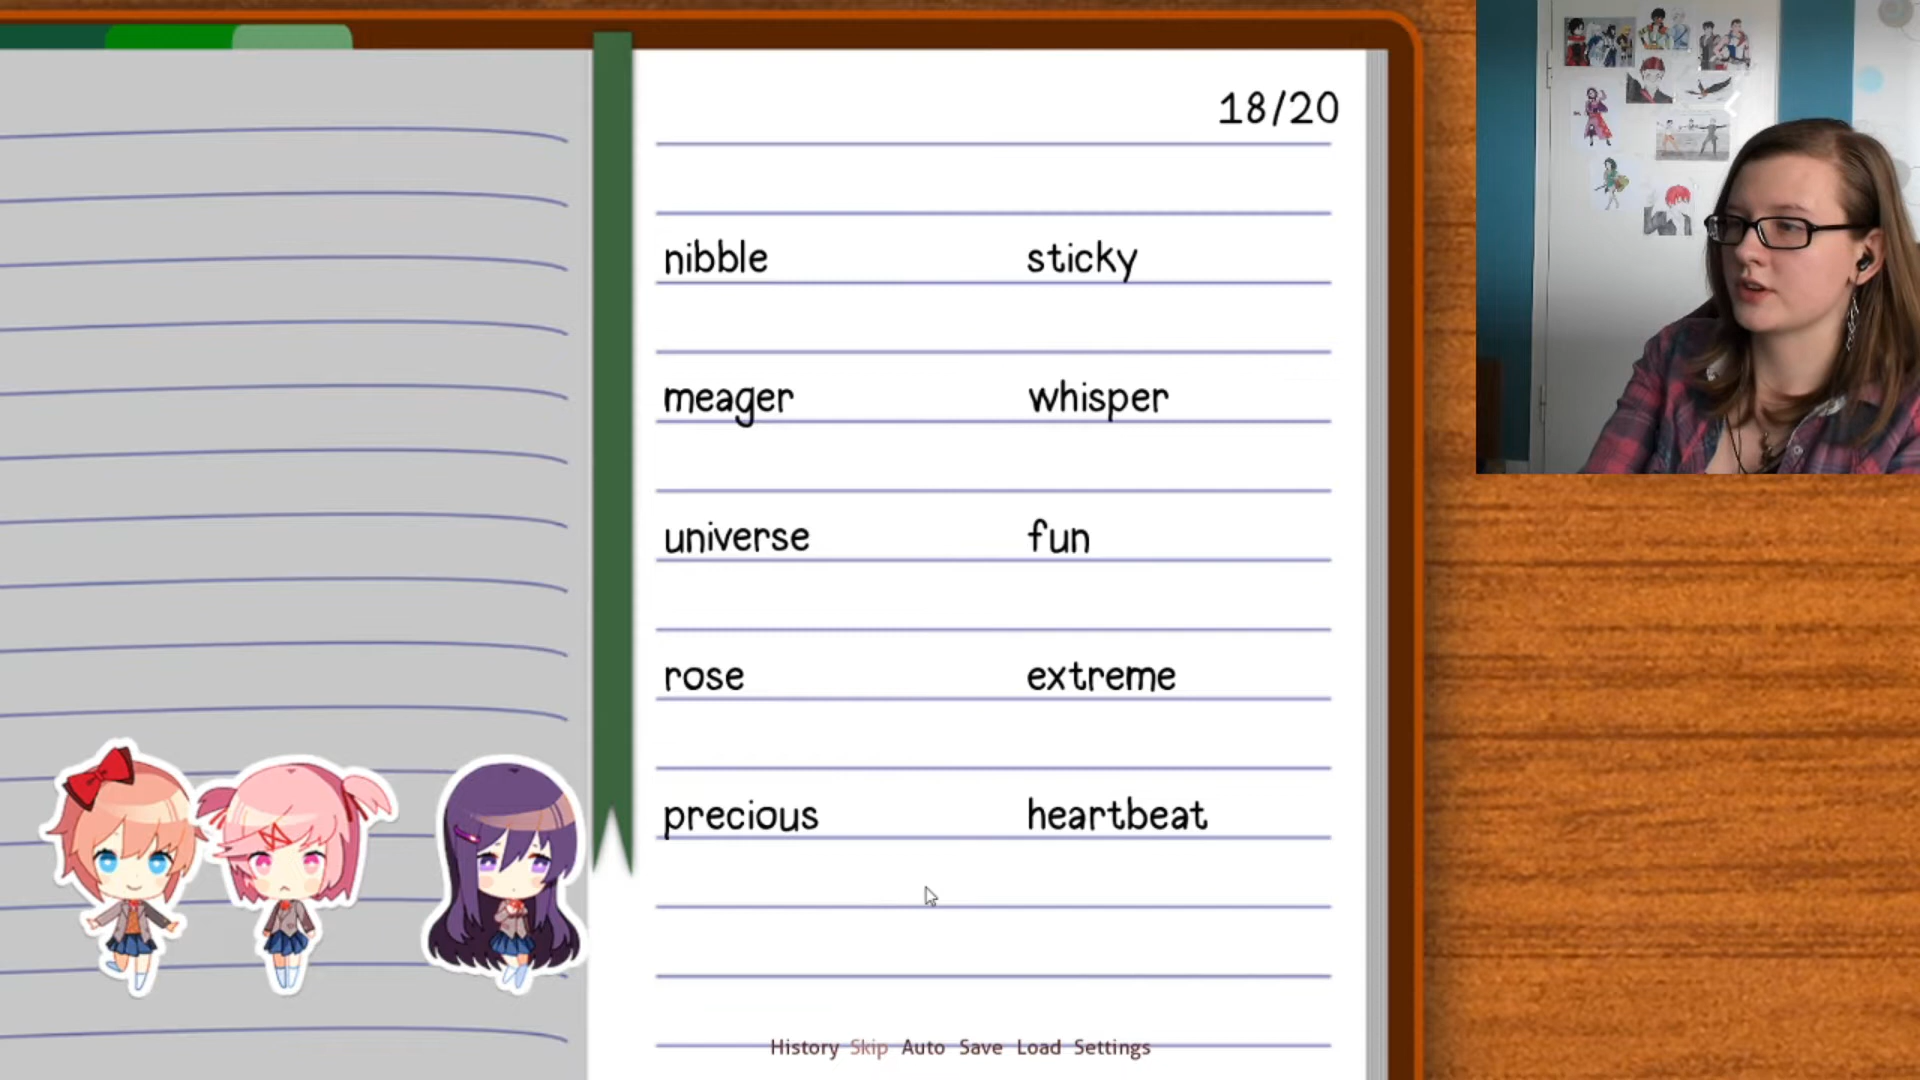 18/20
nibble sticky
meager whisper
universe fun
rose extreme
precious heartbeat
History Skip Auto Save Load Settings